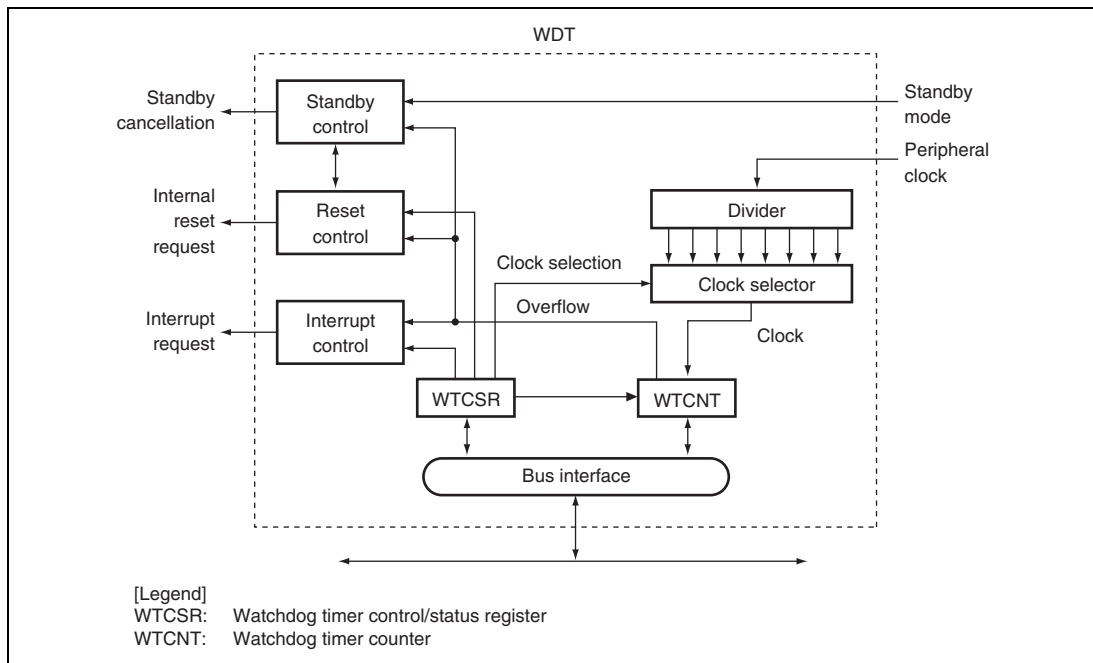 WDT
Standby
cancellation
Standby
control
Standby
mode
Peripheral
clock
Internal
reset
request
Reset
control
Divider
Clock selection
Clock selector
Overflow
Interrupt
request
Interrupt
control
Clock
WTCSR
WTCNT
Bus interface
[Legend]
WTCSR: Watchdog timer control/status register
WTCNT: Watchdog timer counter